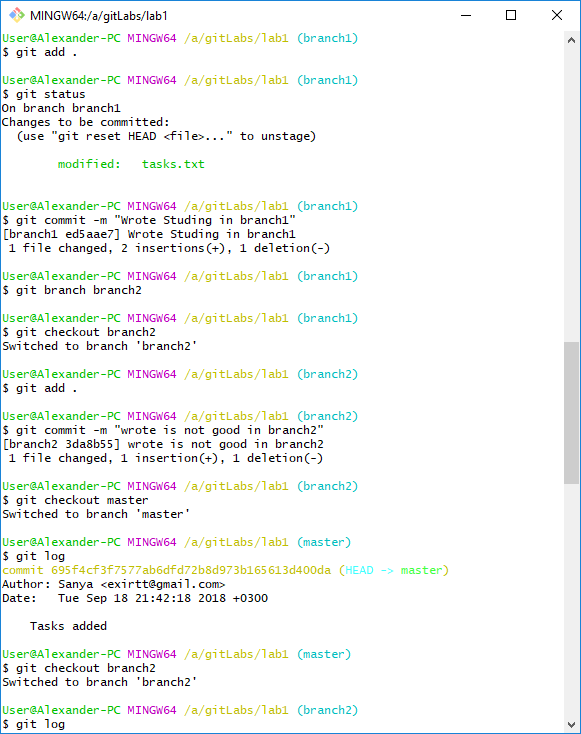 MINGW64:/a/gitLabs/lab1
User@Alexander-PC MINGW64 /a/gitLabs/lab1 (branch1)
$ git add .
User@Alexander-PC MINGW64 /a/gitLabs/lab1 (branch1)
$ git status
On branch branch1
Changes to be committed:
  (use "git reset HEAD <file>..." to unstage)
        modified:   tasks.txt
User@Alexander-PC MINGW64 /a/gitLabs/lab1 (branch1)
$ git commit -m "Wrote Studing in branch1"
[branch1 ed5aae7] Wrote Studing in branch1
 1 file changed, 2 insertions(+), 1 deletion(-)
User@Alexander-PC MINGW64 /a/gitLabs/lab1 (branch1)
$ git branch branch2
User@Alexander-PC MINGW64 /a/gitLabs/lab1 (branch1)
$ git checkout branch2
Switched to branch 'branch2'
User@Alexander-PC MINGW64 /a/gitLabs/lab1 (branch2)
$ git add .
User@Alexander-PC MINGW64 /a/gitLabs/lab1 (branch2)
$ git commit -m "wrote is not good in branch2"
[branch2 3da8b55] wrote is not good in branch2
 1 file changed, 1 insertion(+), 1 deletion(-)
User@Alexander-PC MINGW64 /a/gitLabs/lab1 (branch2)
$ git checkout master
Switched to branch 'master'
User@Alexander-PC MINGW64 /a/gitLabs/lab1 (master)
$ git log
commit 695f4cf3f7577ab6dfd72b8d973b165613d400da (HEAD -> master)
Author: Sanya <exirtt@gmail.com>
Date:   Tue Sep 18 21:42:18 2018 +0300
    Tasks added
User@Alexander-PC MINGW64 /a/gitLabs/lab1 (master)
$ git checkout branch2
Switched to branch 'branch2'
User@Alexander-PC MINGW64 /a/gitLabs/lab1 (branch2)
$ git log